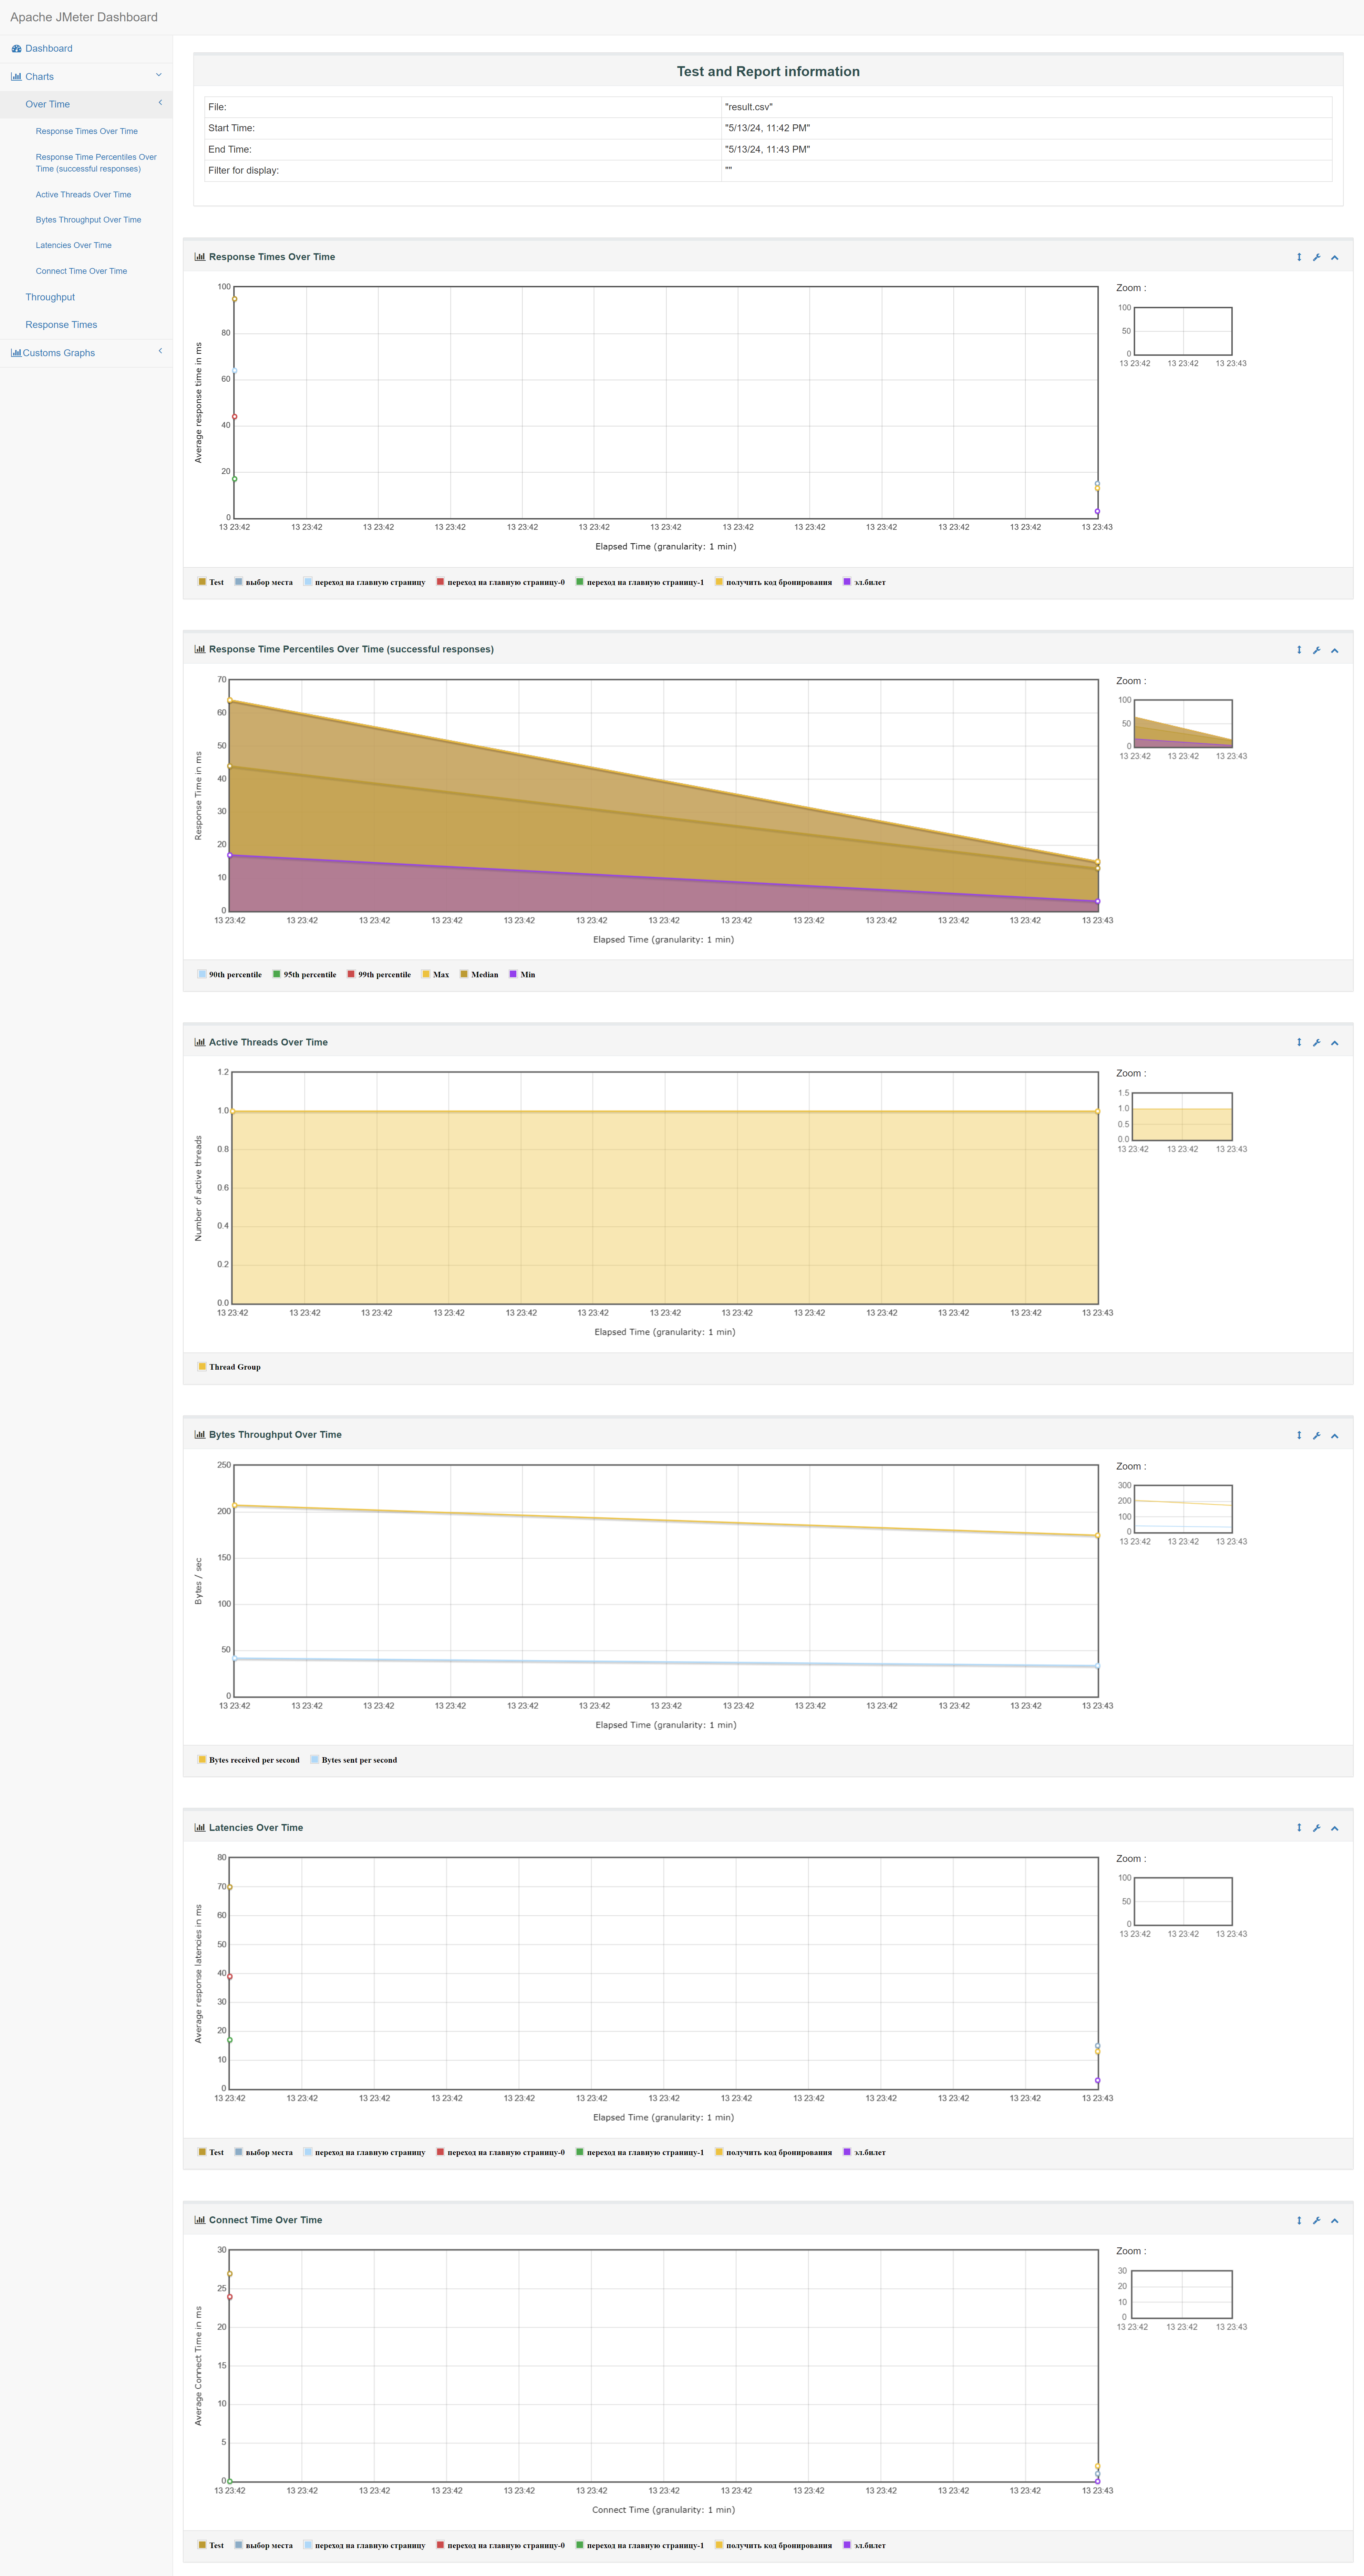 Apache JMeter Dashboard
Dashboard
Charts
Over Time
Response Times Over Time
Response Time Percentiles Over
Time (successful responses)
Active Threads Over Time
Bytes Throughput Over Time
Latencies Over Time
Connect Time Over Time
Throughput
Response Times
Customs Graphs
Test and Report information
File: "result.csv"
Start Time: "5/13/24, 11:42 PM"
End Time: "5/13/24, 11:43 PM"
Filter for display: ""
Response Times Over Time
Average response time in ms
100
80
60
40
20
0
13 23:42 13 23:42 13 23:42 13 23:42 13 23:42 13 23:42 13 23:42 13 23:42 13 23:42 13 23:42 13 23:42 13 23:42 13 23:43
Elapsed Time (granularity: 1 min)
Zoom :
100
50
0
13 23:42 13 23:42 13 23:43
Test выбор места переход на главную страницу переход на главную страницу-0 переход на главную страницу-1 получить код бронирования эл.билет
Response Time Percentiles Over Time (successful responses)
Response Time in ms
70
60
50
40
30
20
10
0
13 23:42 13 23:42 13 23:42 13 23:42 13 23:42 13 23:42 13 23:42 13 23:42 13 23:42 13 23:42 13 23:42 13 23:42 13 23:43
Elapsed Time (granularity: 1 min)
Zoom :
100
50
0
13 23:42 13 23:42 13 23:43
90th percentile 95th percentile 99th percentile Max Median Min
Active Threads Over Time
Number of active threads
1.2
1.0
0.8
0.6
0.4
0.2
0.0
13 23:42 13 23:42 13 23:42 13 23:42 13 23:42 13 23:42 13 23:42 13 23:42 13 23:42 13 23:42 13 23:42 13 23:42 13 23:43
Elapsed Time (granularity: 1 min)
Zoom :
1.5
1.0
0.5
0.0
13 23:42 13 23:42 13 23:43
Thread Group
Bytes Throughput Over Time
Bytes / sec
250
200
150
100
50
0
13 23:42 13 23:42 13 23:42 13 23:42 13 23:42 13 23:42 13 23:42 13 23:42 13 23:42 13 23:42 13 23:42 13 23:42 13 23:43
Elapsed Time (granularity: 1 min)
Zoom :
300
200
100
0
13 23:42 13 23:42 13 23:43
Bytes received per second Bytes sent per second
Latencies Over Time
Average response latencies in ms
80
70
60
50
40
30
20
10
0
13 23:42 13 23:42 13 23:42 13 23:42 13 23:42 13 23:42 13 23:42 13 23:42 13 23:42 13 23:42 13 23:42 13 23:42 13 23:43
Elapsed Time (granularity: 1 min)
Zoom :
100
50
0
13 23:42 13 23:42 13 23:43
Test выбор места переход на главную страницу переход на главную страницу-0 переход на главную страницу-1 получить код бронирования эл.билет
Connect Time Over Time
Average Connect Time in ms
30
25
20
15
10
5
0
13 23:42 13 23:42 13 23:42 13 23:42 13 23:42 13 23:42 13 23:42 13 23:42 13 23:42 13 23:42 13 23:42 13 23:42 13 23:43
Connect Time (granularity: 1 min)
Zoom :
30
20
10
0
13 23:42 13 23:42 13 23:43
Test выбор места переход на главную страницу переход на главную страницу-0 переход на главную страницу-1 получить код бронирования эл.билет